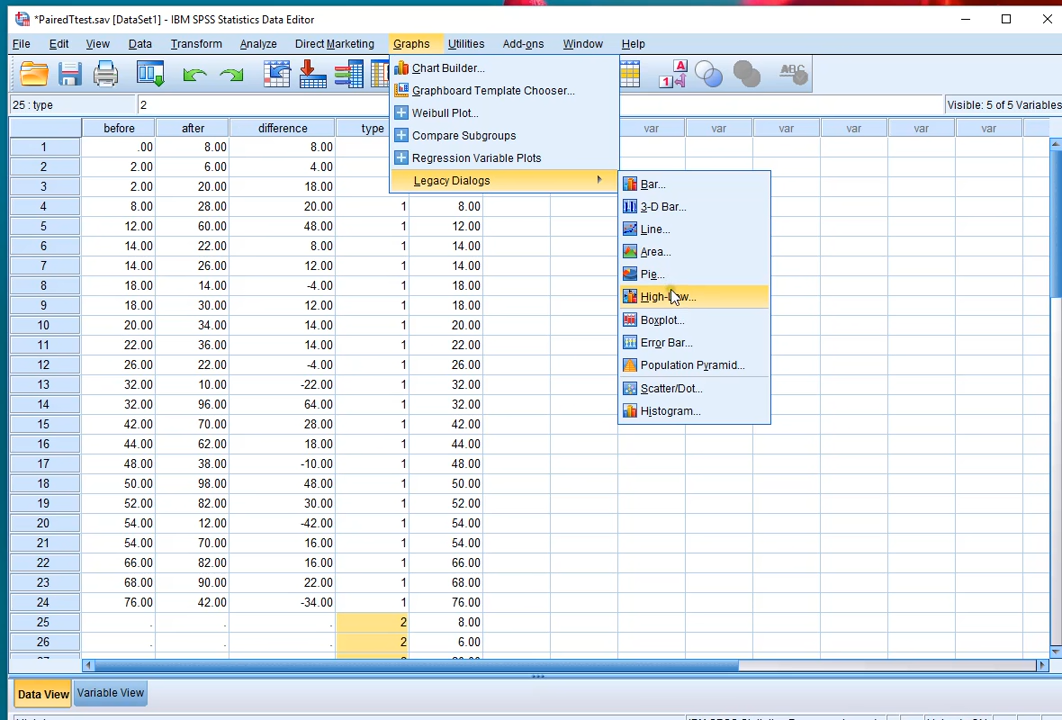 *PairedTtest.sav [DataSet1] - IBM SPSS Statistics Data Editor
File Edit View Data Transform Analyze Direct Marketing Graphs Utilities Add-ons Window Help
25 : type 2 Visible: 5 of 5 Variables
Chart Builder...
Graphboard Template Chooser...
Weibull Plot...
Compare Subgroups
Regression Variable Plots
Legacy Dialogs
Bar...
3-D Bar...
Line...
Area...
Pie...
High-Low...
Boxplot...
Error Bar...
Population Pyramid...
Scatter/Dot...
Histogram...
before after difference type var var var var var var
1 .00 8.00 8.00
2 2.00 6.00 4.00
3 2.00 20.00 18.00
4 8.00 28.00 20.00 1 8.00
5 12.00 60.00 48.00 1 12.00
6 14.00 22.00 8.00 1 14.00
7 14.00 26.00 12.00 1 14.00
8 18.00 14.00 -4.00 1 18.00
9 18.00 30.00 12.00 1 18.00
10 20.00 34.00 14.00 1 20.00
11 22.00 36.00 14.00 1 22.00
12 26.00 22.00 -4.00 1 26.00
13 32.00 10.00 -22.00 1 32.00
14 32.00 96.00 64.00 1 32.00
15 42.00 70.00 28.00 1 42.00
16 44.00 62.00 18.00 1 44.00
17 48.00 38.00 -10.00 1 48.00
18 50.00 98.00 48.00 1 50.00
19 52.00 82.00 30.00 1 52.00
20 54.00 12.00 -42.00 1 54.00
21 54.00 70.00 16.00 1 54.00
22 66.00 82.00 16.00 1 66.00
23 68.00 90.00 22.00 1 68.00
24 76.00 42.00 -34.00 1 76.00
25 . . . 2 8.00
26 . . . 2 6.00
Data View Variable View